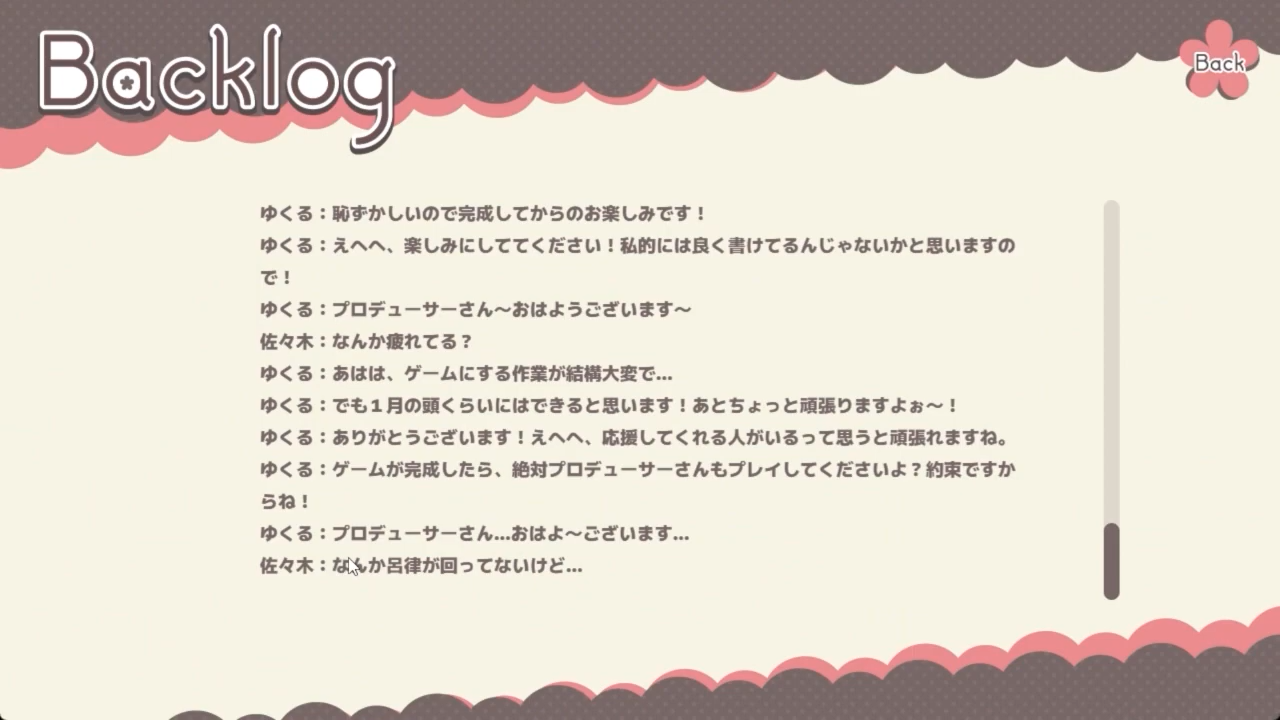 Backlog
Back
ゆくる：恥ずかしいので完成してからのお楽しみです！
ゆくる：えへへ、楽しみにしててください！私的には良く書けてるんじゃないかと思いますの
で！
ゆくる：プロデューサーさん～おはようございます～
佐々木：なんか疲れてる？
ゆくる：あはは、ゲームにする作業が結構大変で…
ゆくる：でも１月の頭くらいにはできると思います！あとちょっと頑張りますよぉ～！
ゆくる：ありがとうございます！えへへ、応援してくれる人がいるって思うと頑張れますね。
ゆくる：ゲームが完成したら、絶対プロデューサーさんもプレイしてくださいよ？約束ですか
らね！
ゆくる：プロデューサーさん…おはよ～ございます…
佐々木：なんか呂律が回ってないけど…